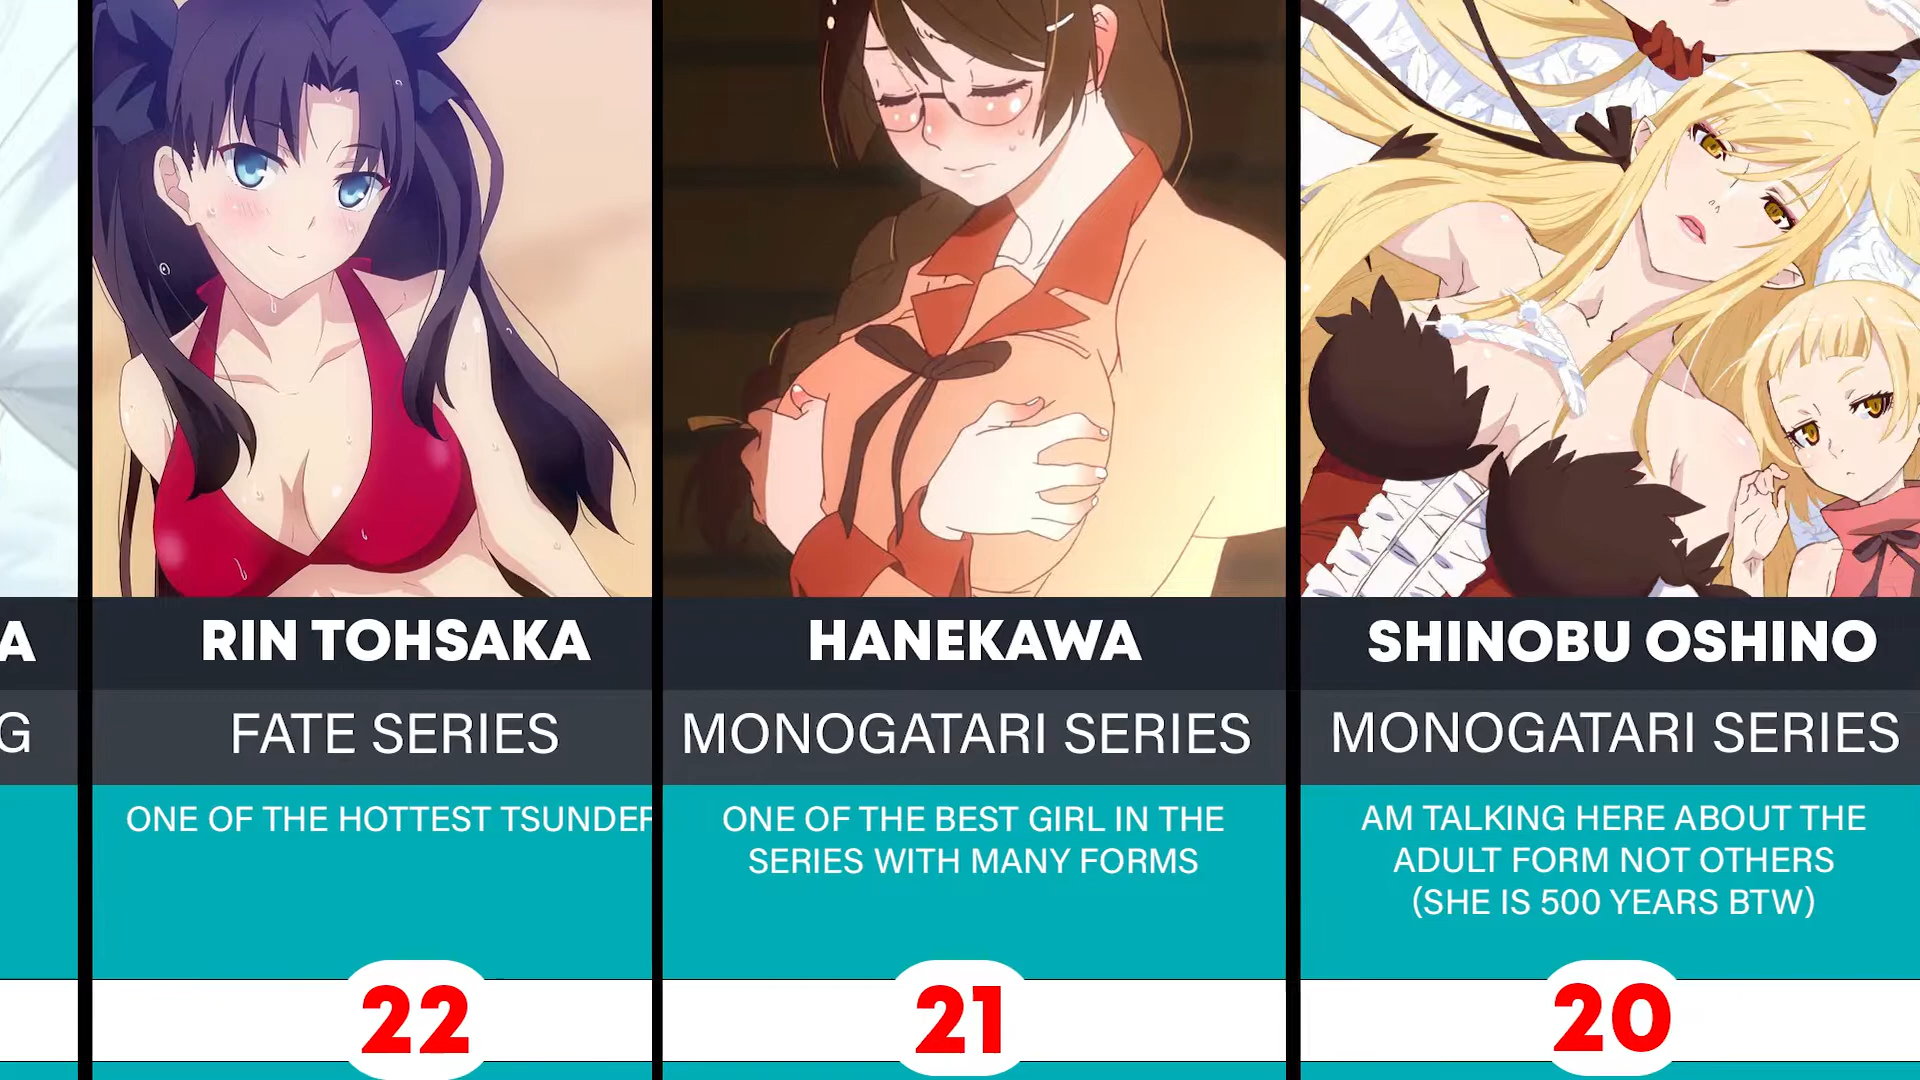 A
G
RIN TOHSAKA
FATE SERIES
ONE OF THE HOTTEST TSUNDER
22
HANEKAWA
MONOGATARI SERIES
ONE OF THE BEST GIRL IN THE
SERIES WITH MANY FORMS
21
SHINOBU OSHINO
MONOGATARI SERIES
AM TALKING HERE ABOUT THE
ADULT FORM NOT OTHERS
(SHE IS 500 YEARS BTW)
20